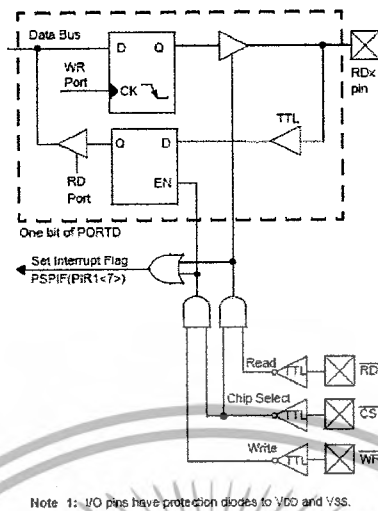 Data Bus
D
Q
WR
Port
CK
RDx
pin
TTL
Q
D
EN
RD
Port
One bit of PORTD
Set Interrupt Flag
PSPIF(PIR1<7>)
Read
TTL
RD
Chip Select
TTL
CS
Write
TTL
WR
Note 1: I/O pins have protection diodes to VDD and VSS.